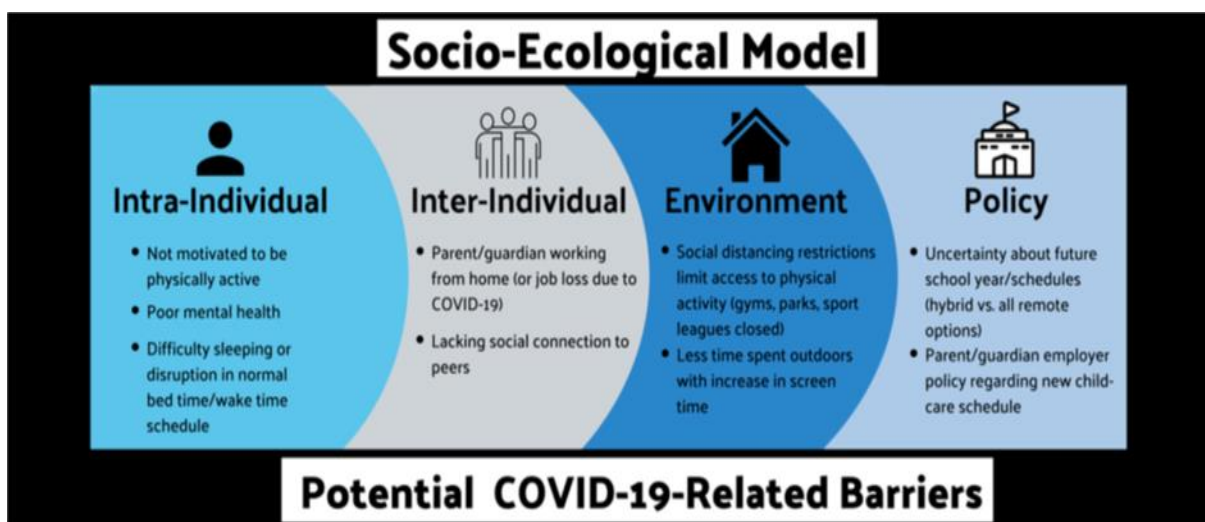 Socio-Ecological Model
Intra-Individual
• Not motivated to be
physically active
• Poor mental health
• Difficulty sleeping or
disruption in normal
bed time/wake time
schedule
Inter-Individual
• Parent/guardian working
from home (or job loss due to
COVID-19)
• Lacking social connection to
peers
Environment
• Social distancing restrictions
limit access to physical
activity (gyms, parks, sport
leagues closed)
• Less time spent outdoors
with increase in screen
time
Policy
• Uncertainty about future
school year/schedules
(hybrid vs. all remote
options)
• Parent/guardian employer
policy regarding new child-
care schedule
Potential COVID-19-Related Barriers